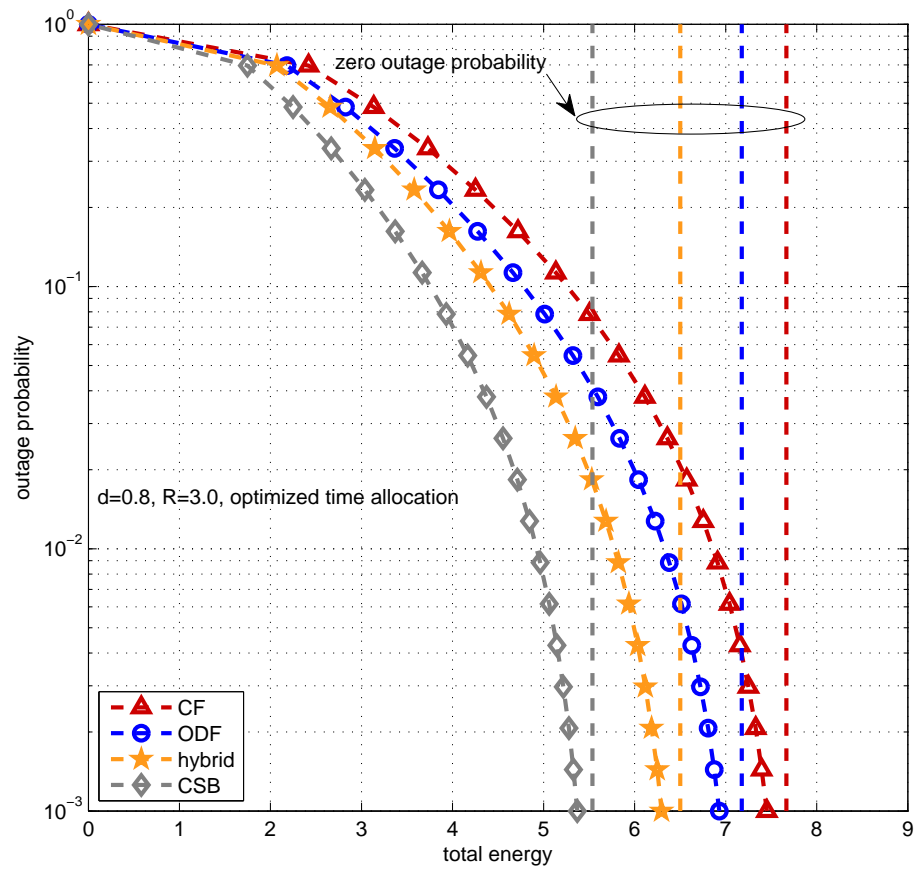 10^0
zero outage probability
10^-1
outage probability
d=0.8, R=3.0, optimized time allocation
10^-2
CF
ODF
hybrid
CSB
10^-3
0 1 2 3 4 5 6 7 8 9
total energy